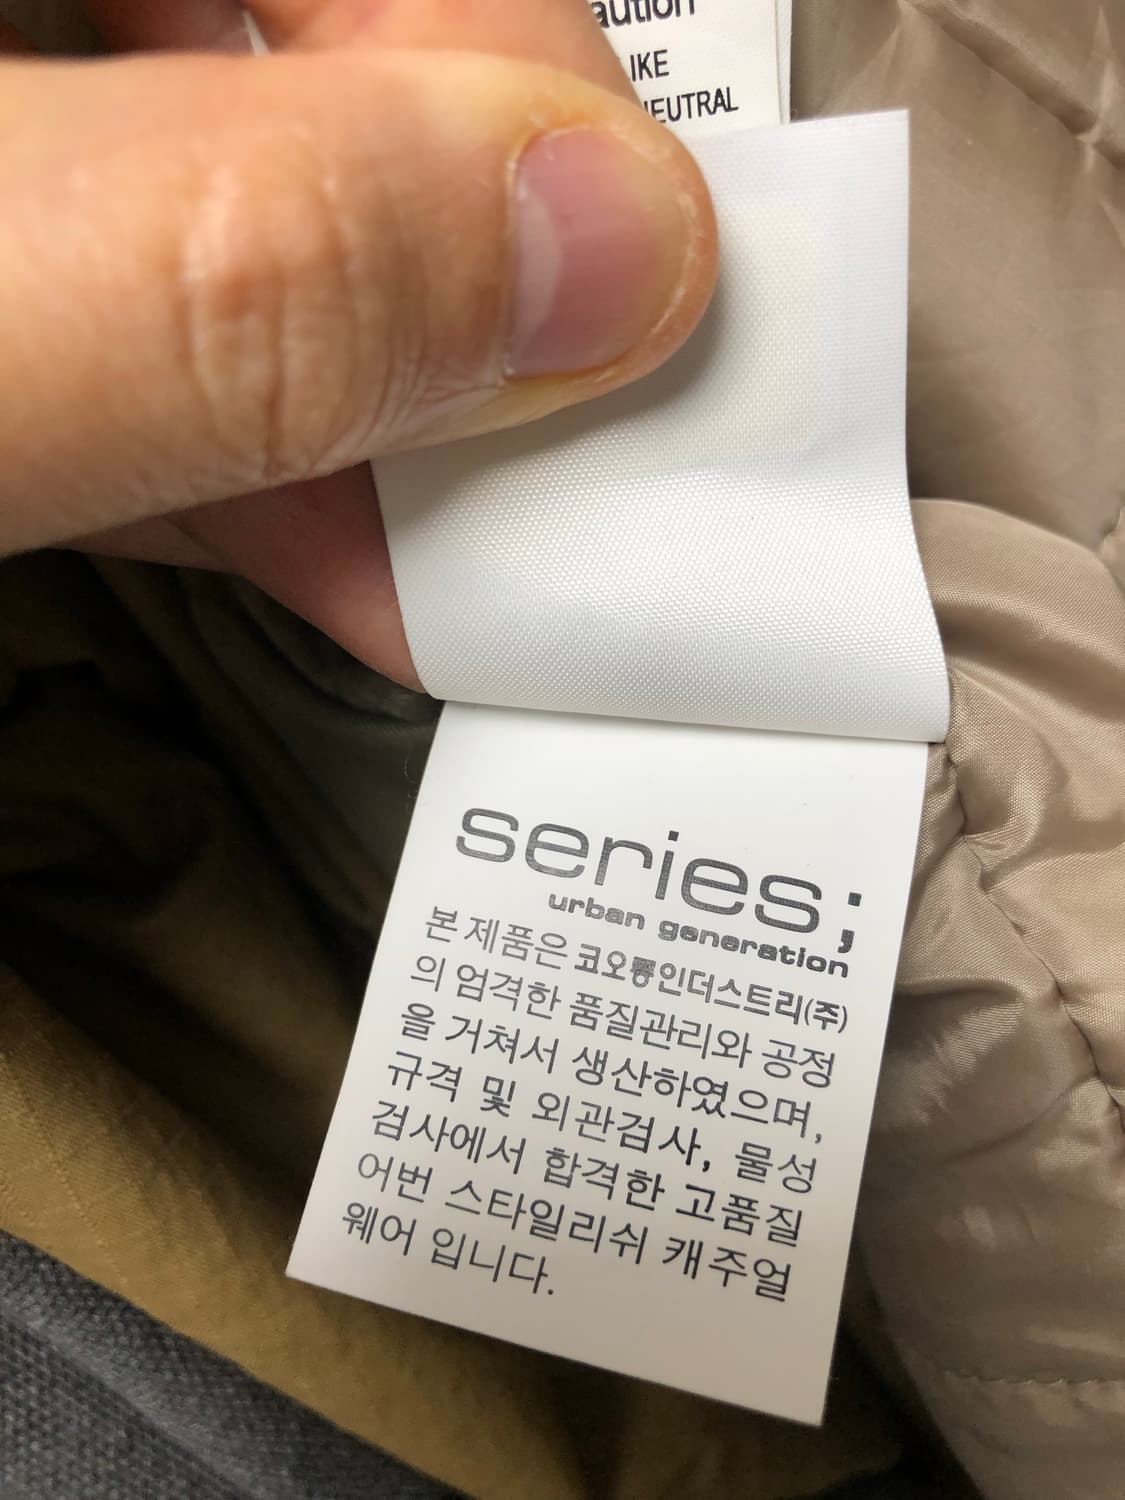 aution
IKE
NEUTRAL
series;
urban generation
본 제품은 코오롱인더스트리(주)
의 엄격한 품질관리와 공정
을 거쳐서 생산하였으며,
규격 및 외관검사, 물성
검사에서 합격한 고품질
어번 스타일리쉬 캐주얼
웨어 입니다.